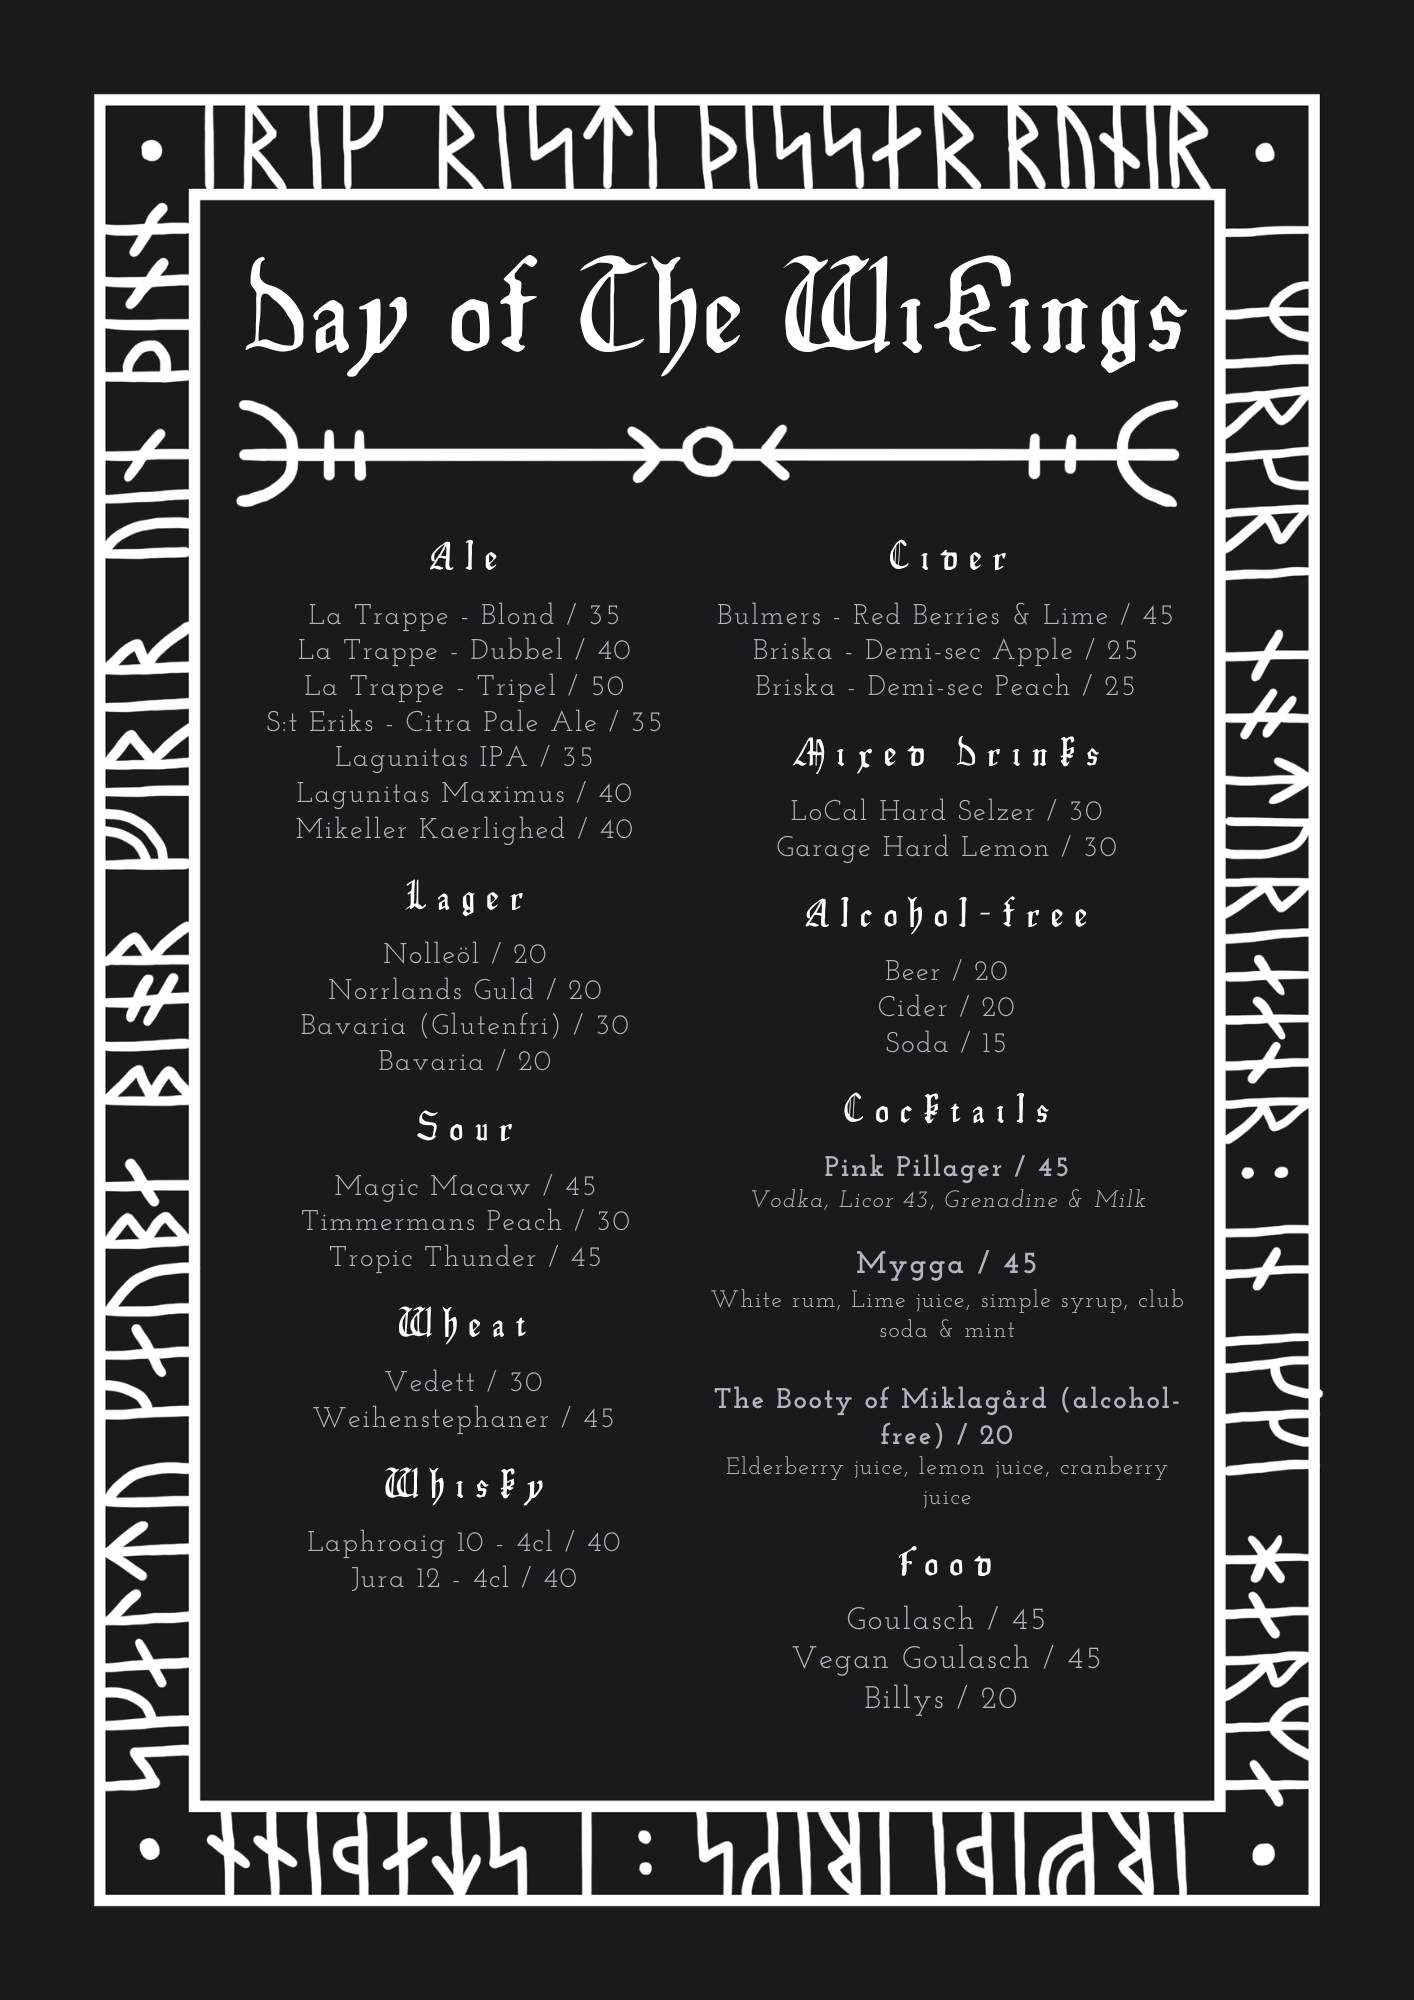 Day of The Wikings
Ale
La Trappe - Blond / 35
La Trappe - Dubbel / 40
La Trappe - Tripel / 50
S:t Eriks - Citra Pale Ale / 35
Lagunitas IPA / 35
Lagunitas Maximus / 40
Mikeller Kaerlighed / 40
Lager
Nolleöl / 20
Norrlands Guld / 20
Bavaria (Glutenfri) / 30
Bavaria / 20
Sour
Magic Macaw / 45
Timmermans Peach / 30
Tropic Thunder / 45
Wheat
Vedett / 30
Weihenstephaner / 45
Whisky
Laphroaig 10 - 4cl / 40
Jura 12 - 4cl / 40
Cider
Bulmers - Red Berries & Lime / 45
Briska - Demi-sec Apple / 25
Briska - Demi-sec Peach / 25
Mixed Drinks
LoCal Hard Selzer / 30
Garage Hard Lemon / 30
Alcohol-free
Beer / 20
Cider / 20
Soda / 15
Cocktails
Pink Pillager / 45
Vodka, Licor 43, Grenadine & Milk
Mygga / 45
White rum, Lime juice, simple syrup, club
soda & mint
The Booty of Miklagård (alcohol-
free) / 20
Elderberry juice, lemon juice, cranberry
juice
Food
Goulasch / 45
Vegan Goulasch / 45
Billys / 20